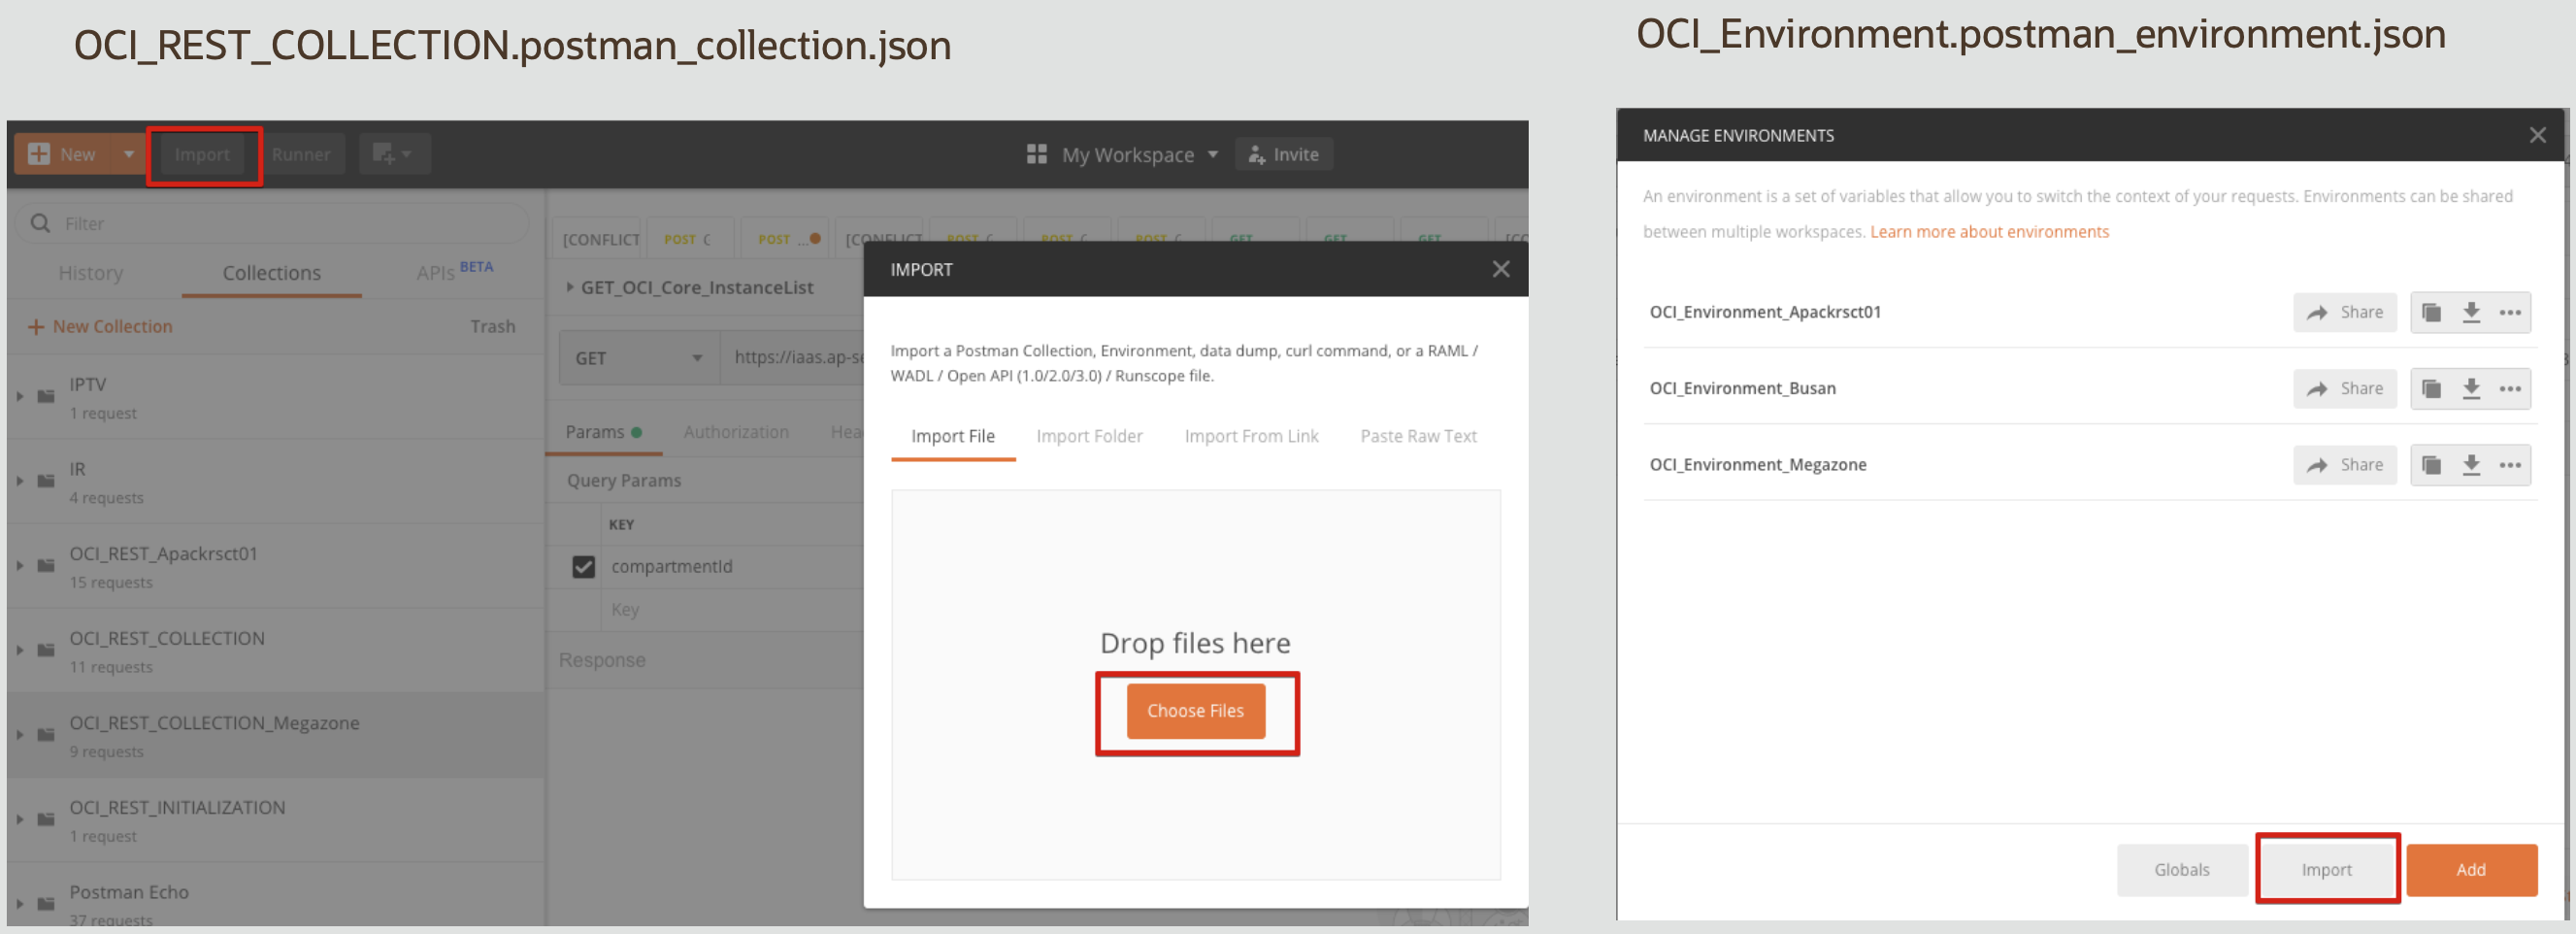 OCI_REST_COLLECTION.postman_collection.json
New
Import
Runner
My Workspace
Invite
Filter
History
Collections
APIs BETA
New Collection
Trash
IPTV
1 request
IR
4 requests
OCI_REST_Apackrsct01
15 requests
OCI_REST_COLLECTION
11 requests
OCI_REST_COLLECTION_Megazone
9 requests
OCI_REST_INITIALIZATION
1 request
Postman Echo
37 requests
[CONFLICT POST POST ... [CONFLICT POST POST POST GET GET GET
GET_OCI_Core_InstanceList
GET
https://iaas.ap-se
Params
Authorization
Hea
Query Params
KEY
compartmentId
Key
Response
IMPORT
Import a Postman Collection, Environment, data dump, curl command, or a RAML /
WADL / Open API (1.0/2.0/3.0) / Runscope file.
Import File
Import Folder
Import From Link
Paste Raw Text
Drop files here
Choose Files
OCI_Environment.postman_environment.json
MANAGE ENVIRONMENTS
An environment is a set of variables that allow you to switch the context of your requests. Environments can be shared
between multiple workspaces. Learn more about environments
OCI_Environment_Apackrsct01
Share
OCI_Environment_Busan
Share
OCI_Environment_Megazone
Share
Globals
Import
Add